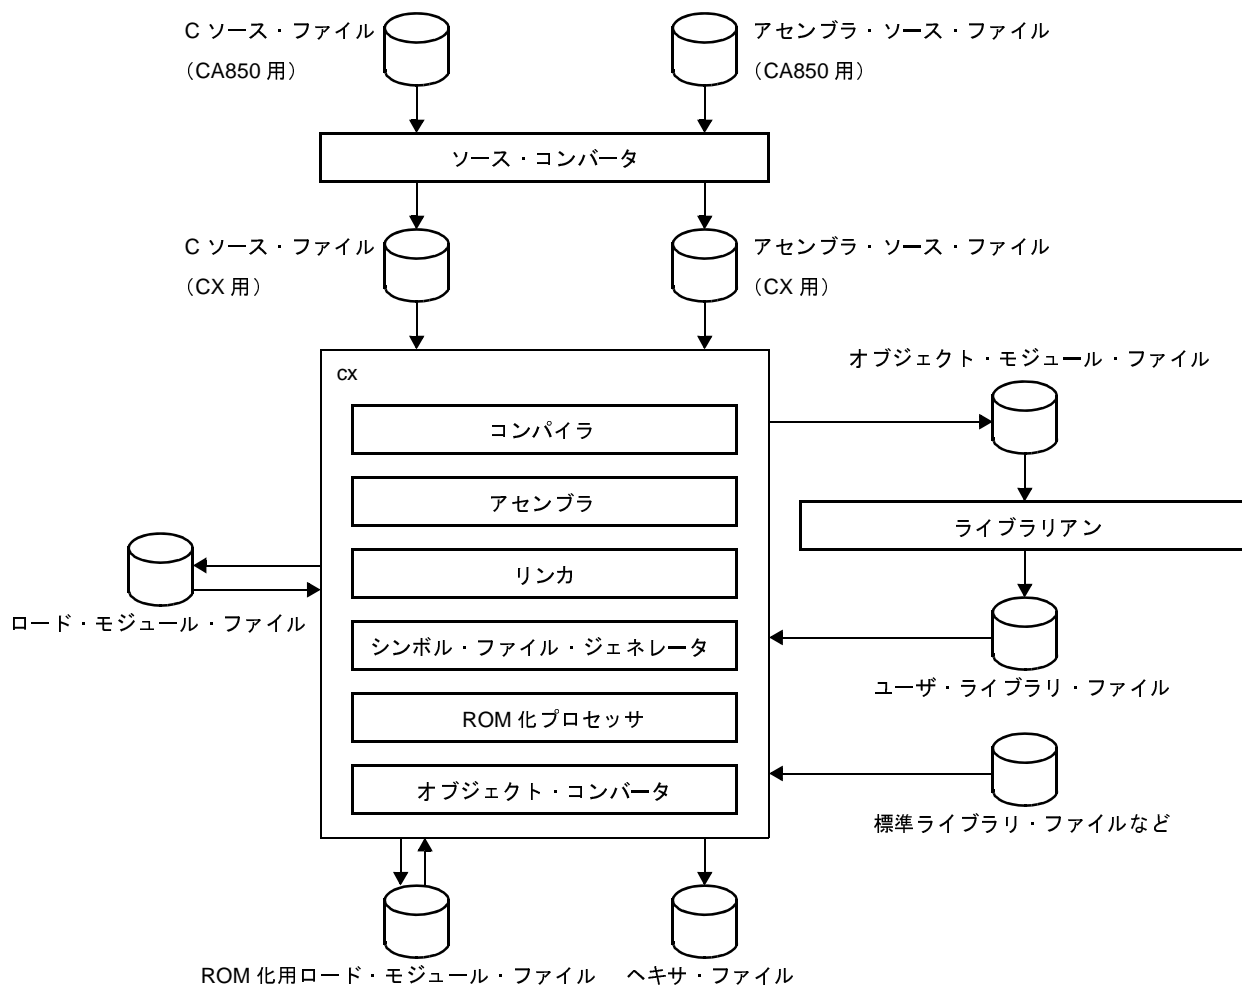 C ソース・ファイル
（CA850 用）
アセンブラ・ソース・ファイル
（CA850 用）
ソース・コンバータ
C ソース・ファイル
（CX 用）
アセンブラ・ソース・ファイル
（CX 用）
cx
コンパイラ
アセンブラ
リンカ
シンボル・ファイル・ジェネレータ
ROM 化プロセッサ
オブジェクト・コンバータ
オブジェクト・モジュール・ファイル
ライブラリアン
ユーザ・ライブラリ・ファイル
標準ライブラリ・ファイルなど
ロード・モジュール・ファイル
ROM 化用ロード・モジュール・ファイル
ヘキサ・ファイル